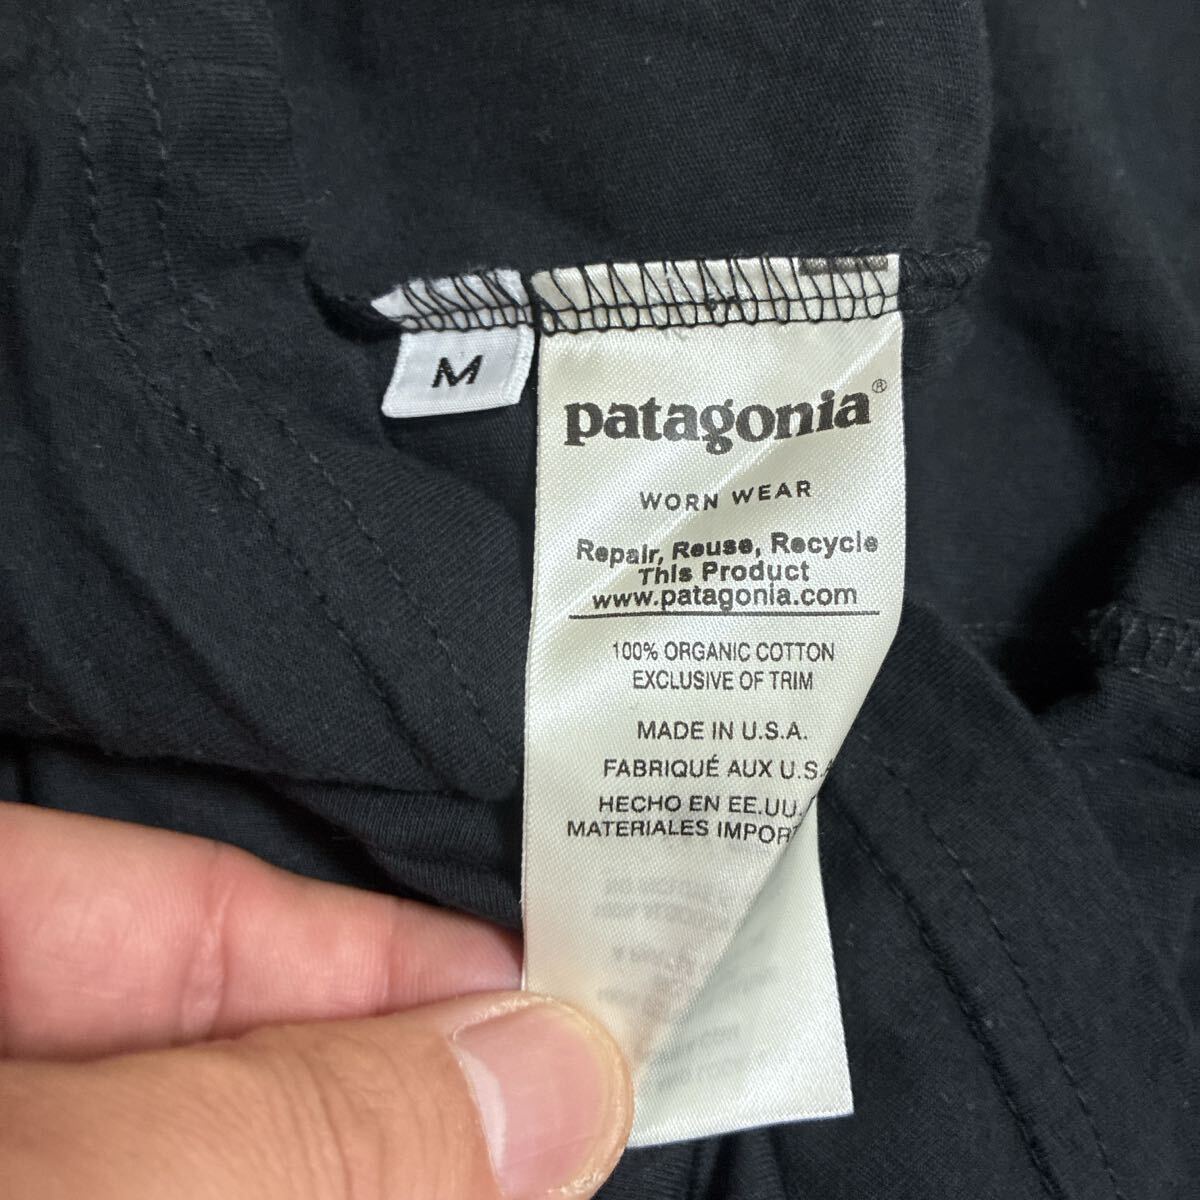 M
patagonia®
WORN WEAR
Repair, Reuse, Recycle
This Product
www.patagonia.com
100% ORGANIC COTTON
EXCLUSIVE OF TRIM
MADE IN U.S.A.
FABRIQUÉ AUX U.S.A
HECHO EN EE.UU.
MATERIALES